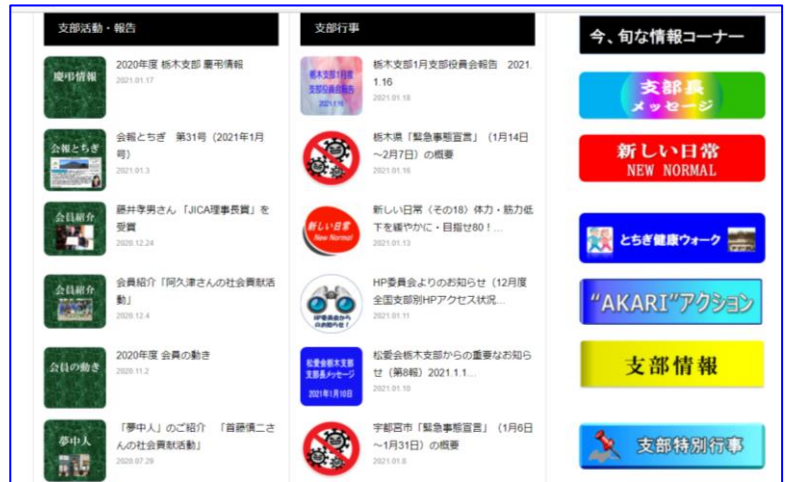 支部活動・報告
慶弔情報
2020年度 栃木支部 慶弔情報
2021.01.17
会報とちぎ
会報とちぎ 第31号（2021年1月
号）
2021.01.3
会員紹介
藤井孝男さん 「JICA理事長賞」を
受賞
2020.12.24
会員紹介
会員紹介「阿久津さんの社会貢献活
動」
2020.12.4
会員の動き
2020年度 会員の動き
2020.11.2
夢中人
「夢中人」のご紹介 「首藤慎二さ
んの社会貢献活動」
2020.07.29
支部行事
栃木支部1月度
支部役員会報告
2021.1.16
栃木支部1月支部役員会報告 2021.
1.16
2021.01.18
栃木県「緊急事態宣言」（1月14日
～2月7日）の概要
2021.01.16
新しい日常
New Normal
新しい日常〈その18〉体力・筋力低
下を緩やかに・目指せ80！...
2021.01.13
HP委員会から
のお知らせ！
HP委員会よりのお知らせ（12月度
全国支部別HPアクセス状況...
2021.01.11
松愛会栃木支部
支部長メッセージ
2021年1月10日
松愛会栃木支部からの重要なお知ら
せ（第8報）2021.1.1...
2021.01.10
宇都宮市「緊急事態宣言」（1月6日
～1月31日）の概要
2021.01.8
今、旬な情報コーナー
支部長
メッセージ
新しい日常
NEW NORMAL
とちぎ健康ウォーク
“AKARI”アクション
支部情報
支部特別行事